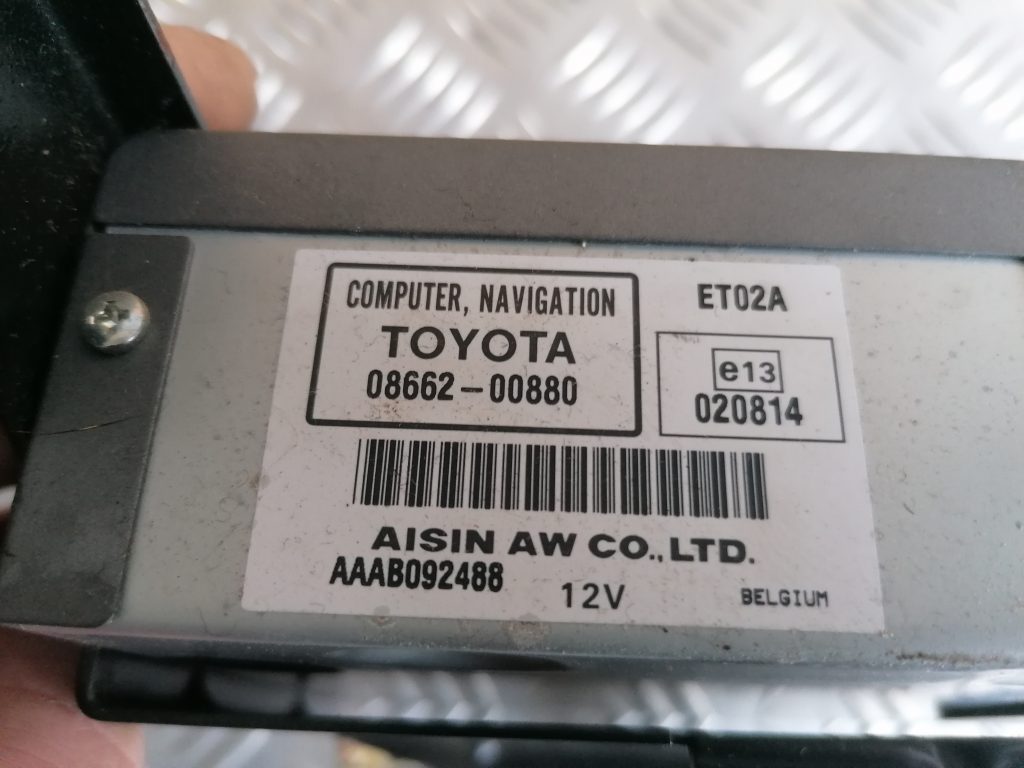 COMPUTER, NAVIGATION
TOYOTA
08662-00880
ET02A
e13
020814
AISIN AW CO., LTD.
AAAB092488
12V
BELGIUM